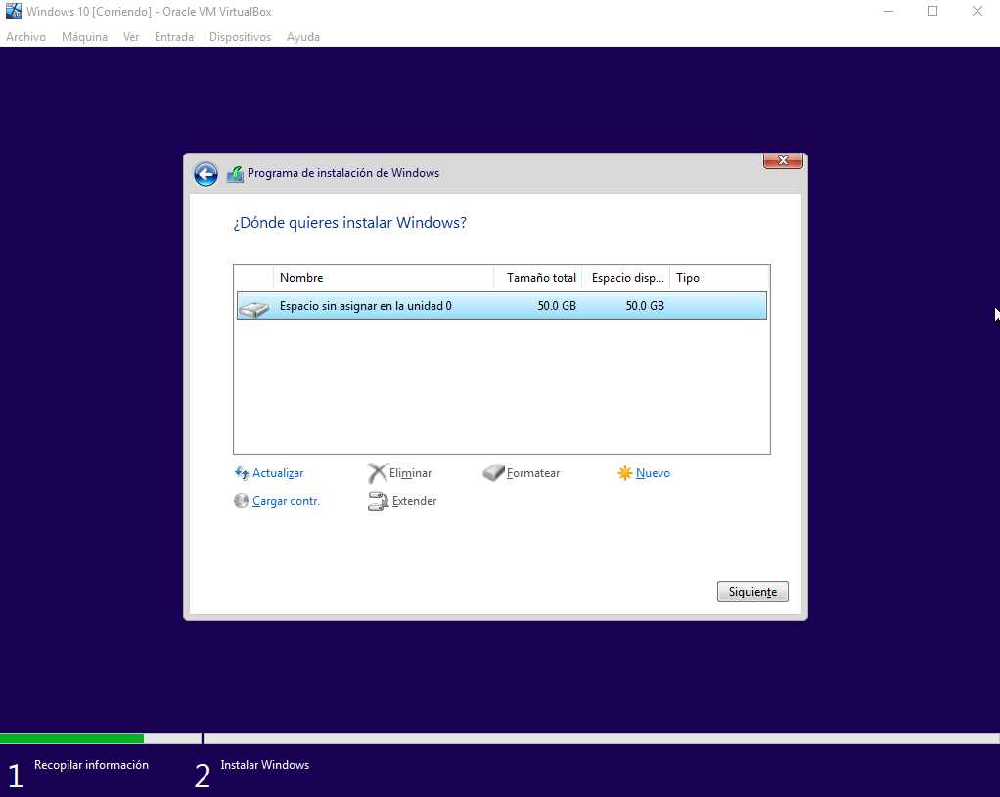 Windows 10 [Corriendo] - Oracle VM VirtualBox
Archivo Máquina Ver Entrada Dispositivos Ayuda
Programa de instalación de Windows
¿Dónde quieres instalar Windows?
Nombre Tamaño total Espacio disp... Tipo
Espacio sin asignar en la unidad 0 50.0 GB 50.0 GB
Actualizar Eliminar Formatear Nuevo
Cargar contr. Extender
Siguiente
1 Recopilar información 2 Instalar Windows